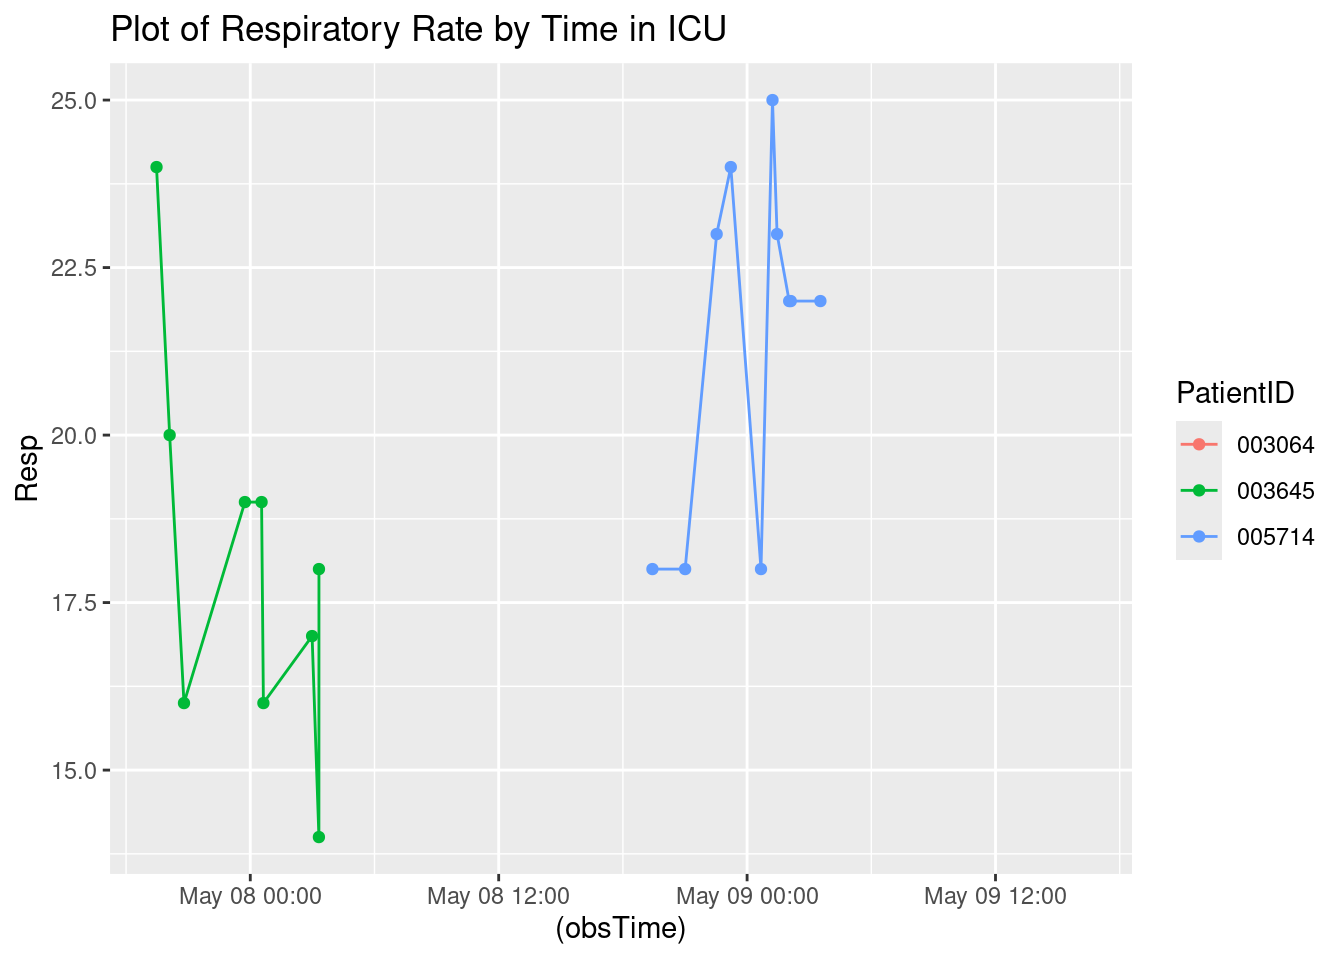 Plot of Respiratory Rate by Time in ICU
25.0
22.5
20.0
17.5
15.0
Resp
May 08 00:00
May 08 12:00
May 09 00:00
May 09 12:00
(obsTime)
PatientID
003064
003645
005714